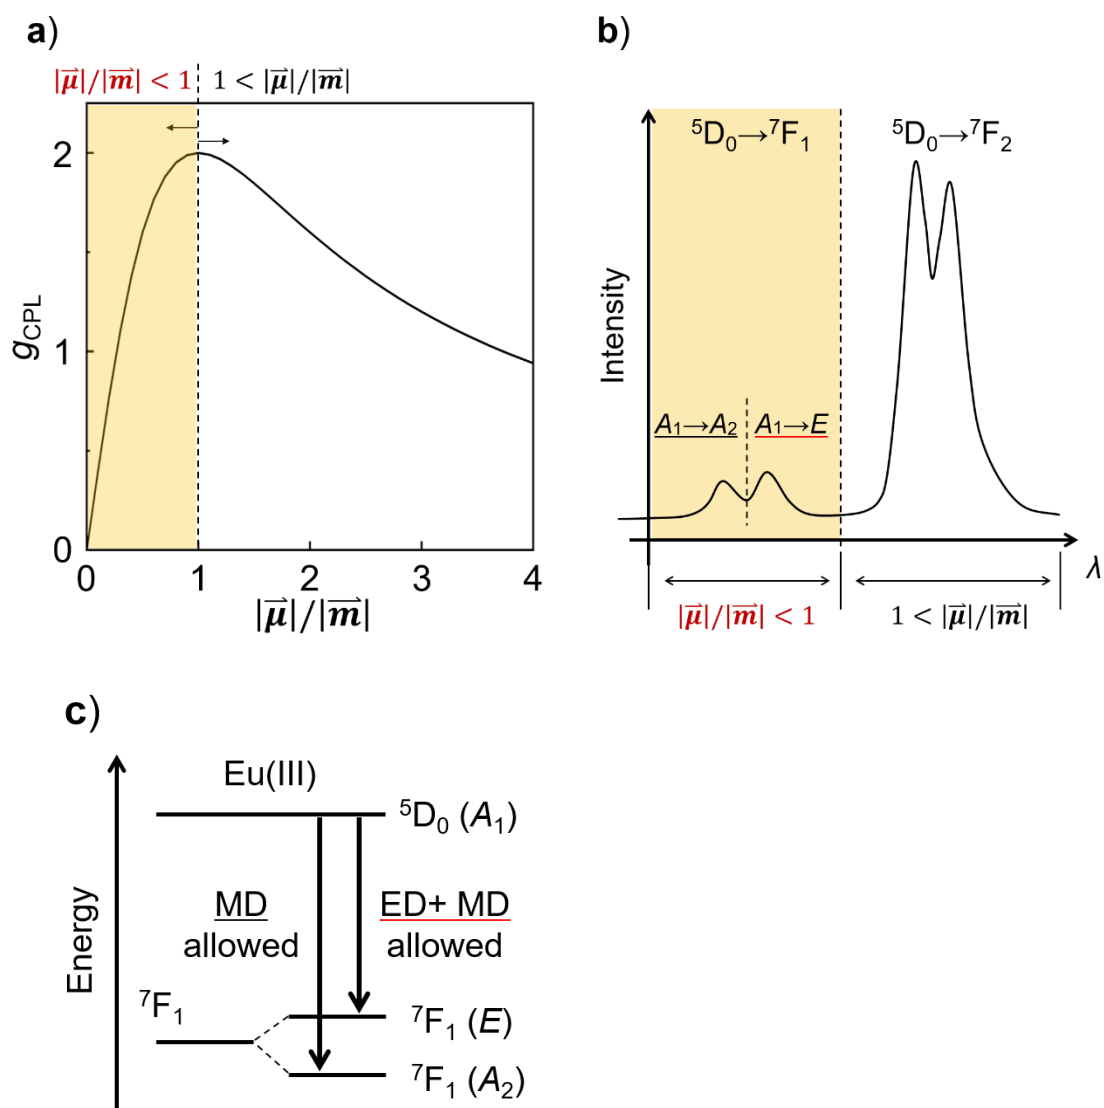 a)
|μ⃗|/|m⃗| < 1
1 < |μ⃗|/|m⃗|
2
1
0
g_CPL
0 1 2 3 4
|μ⃗|/|m⃗|
b)
⁵D₀→⁷F₁
⁵D₀→⁷F₂
Intensity
A₁→A₂
A₁→E
λ
|μ⃗|/|m⃗| < 1
1 < |μ⃗|/|m⃗|
c)
Eu(III)
⁵D₀ (A₁)
Energy
MD
allowed
ED+ MD
allowed
⁷F₁
⁷F₁ (E)
⁷F₁ (A₂)